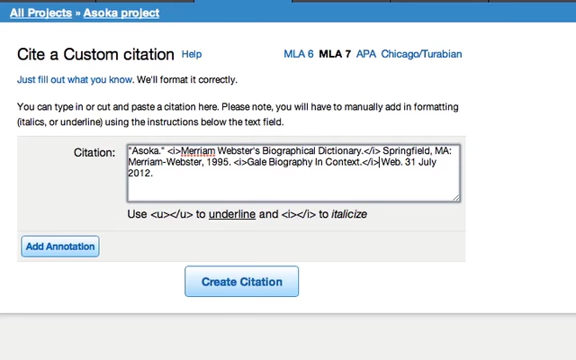 All Projects » Asoka project
Cite a Custom citation Help MLA 6 MLA 7 APA Chicago/Turabian
Just fill out what you know. We'll format it correctly.
You can type in or cut and paste a citation here. Please note, you will have to manually add in formatting
(italics, or underline) using the instructions below the text field.
Citation: "Asoka." <i>Merriam Webster's Biographical Dictionary.</i> Springfield, MA:
Merriam-Webster, 1995. <i>Gale Biography In Context.</i>Web. 31 July
2012.
Use <u></u> to underline and <i></i> to italicize
Add Annotation
Create Citation